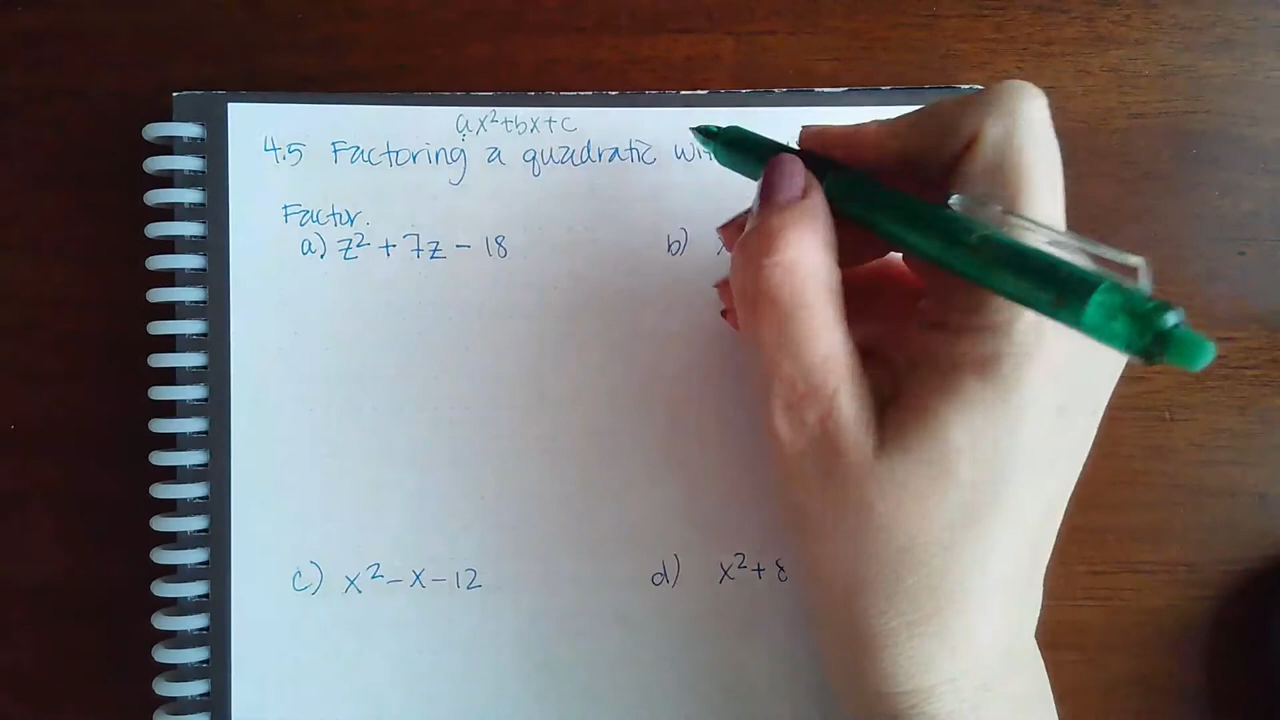 ax²+bx+c
4.5 Factoring a quadratic
Factor.
a) z² + 7z - 18 b)
c) x² - x - 12 d) x² + 8